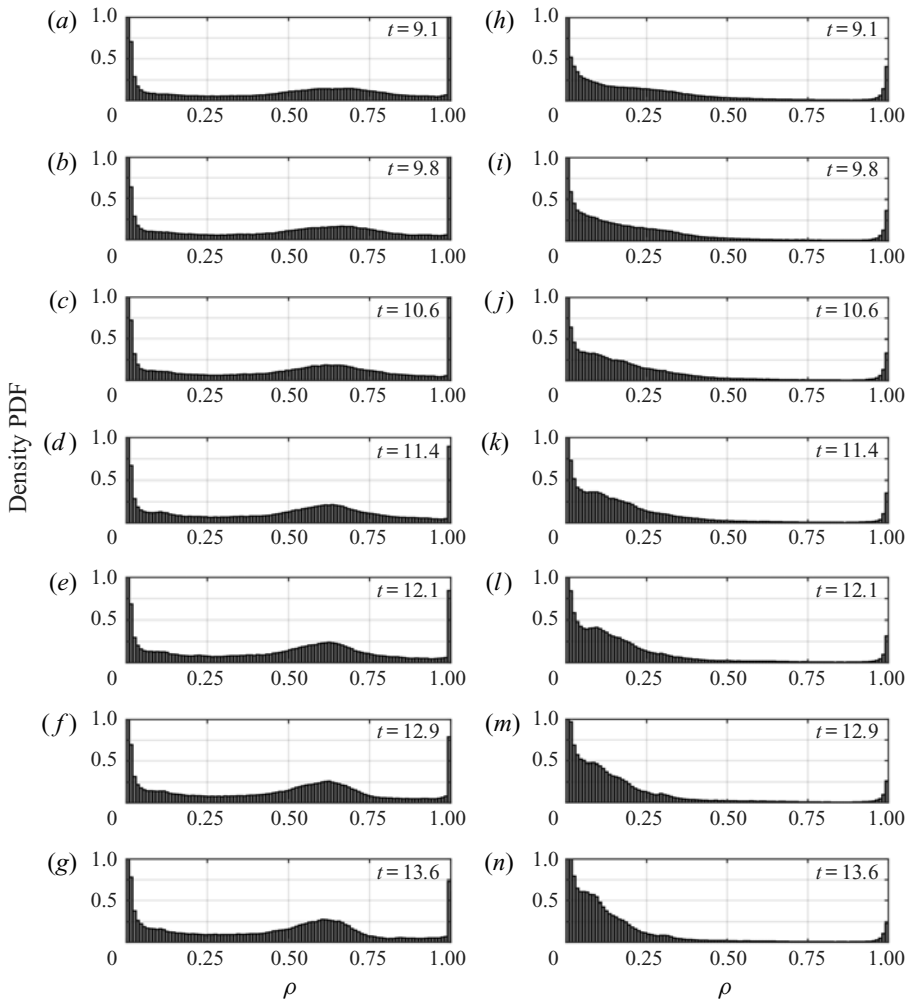 (a) 1.0 t = 9.1 (h) 1.0 t = 9.1
0.5 0.5
0 0.25 0.50 0.75 1.00 0 0.25 0.50 0.75 1.00
(b) 1.0 t = 9.8 (i) 1.0 t = 9.8
0.5 0.5
0 0.25 0.50 0.75 1.00 0 0.25 0.50 0.75 1.00
(c) 1.0 t = 10.6 (j) 1.0 t = 10.6
0.5 0.5
0 0.25 0.50 0.75 1.00 0 0.25 0.50 0.75 1.00
Density PDF
(d) 1.0 t = 11.4 (k) 1.0 t = 11.4
0.5 0.5
0 0.25 0.50 0.75 1.00 0 0.25 0.50 0.75 1.00
(e) 1.0 t = 12.1 (l) 1.0 t = 12.1
0.5 0.5
0 0.25 0.50 0.75 1.00 0 0.25 0.50 0.75 1.00
(f) 1.0 t = 12.9 (m) 1.0 t = 12.9
0.5 0.5
0 0.25 0.50 0.75 1.00 0 0.25 0.50 0.75 1.00
(g) 1.0 t = 13.6 (n) 1.0 t = 13.6
0.5 0.5
0 0.25 0.50 0.75 1.00 0 0.25 0.50 0.75 1.00
ρ ρ